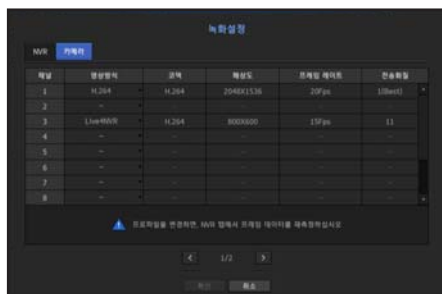 녹화설정
NVR 카메라
채널 영상방식 코덱 해상도 프레임 레이트 전송화질
1 H.264 H.264 2048X1536 20Fps 1(Best)
2 -- -- -- -- --
3 Live4NVR H.264 800X600 15Fps 11
4 -- -- -- -- --
5 -- -- -- -- --
6 -- -- -- -- --
7 -- -- -- -- --
8 -- -- -- -- --
프로파일을 변경하면, NVR 탭에서 프레임 데이터를 재측정하십시오
< 1/2 >
확인 취소